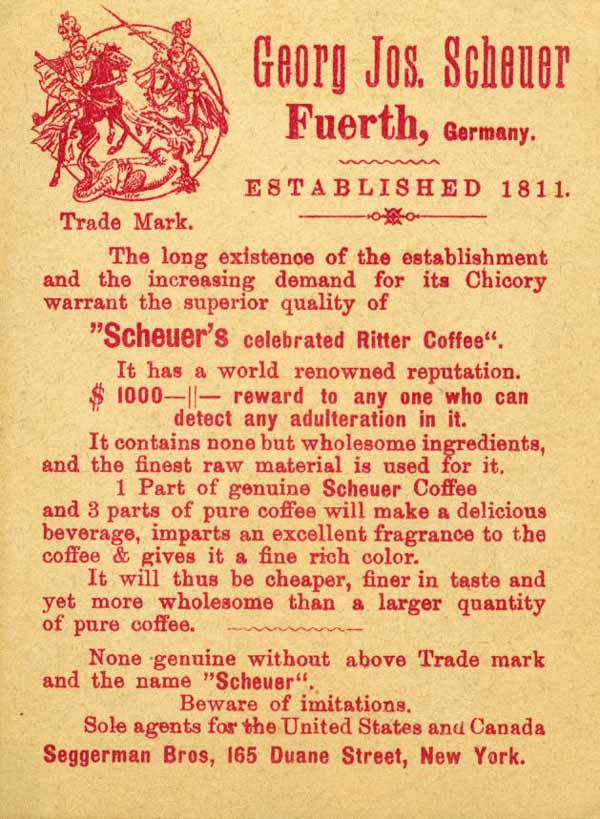 Georg Jos. Scheuer
Fuerth, Germany.
ESTABLISHED 1811.
Trade Mark.
The long existence of the establishment
and the increasing demand for its Chicory
warrant the superior quality of
"Scheuer's celebrated Ritter Coffee“.
It has a world renowned reputation.
$ 1000—||— reward to any one who can
detect any adulteration in it.
It contains none but wholesome ingredients,
and the finest raw material is used for it.
1 Part of genuine Scheuer Coffee
and 3 parts of pure coffee will make a delicious
beverage, imparts an excellent fragrance to the
coffee & gives it a fine rich color.
It will thus be cheaper, finer in taste and
yet more wholesome than a larger quantity
of pure coffee.
None genuine without above Trade mark
and the name "Scheuer“.
Beware of imitations.
Sole agents for the United States and Canada
Seggerman Bros, 165 Duane Street, New York.